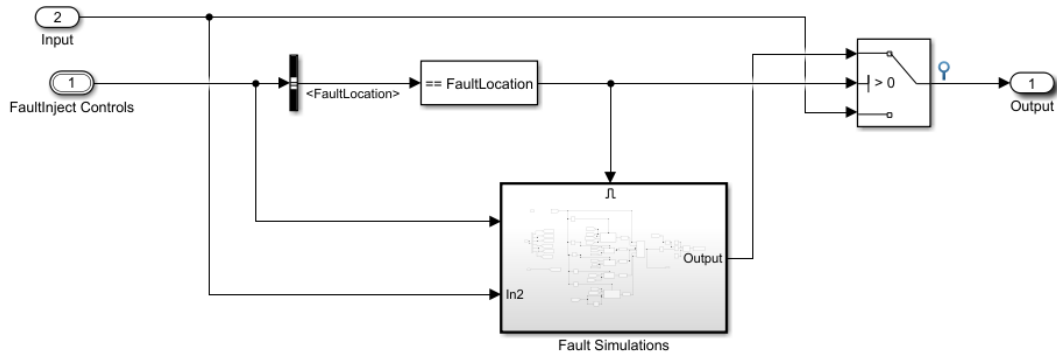 2
Input
1
FaultInject Controls
<FaultLocation>
== FaultLocation
> 0
1
Output
In2
Output
Fault Simulations